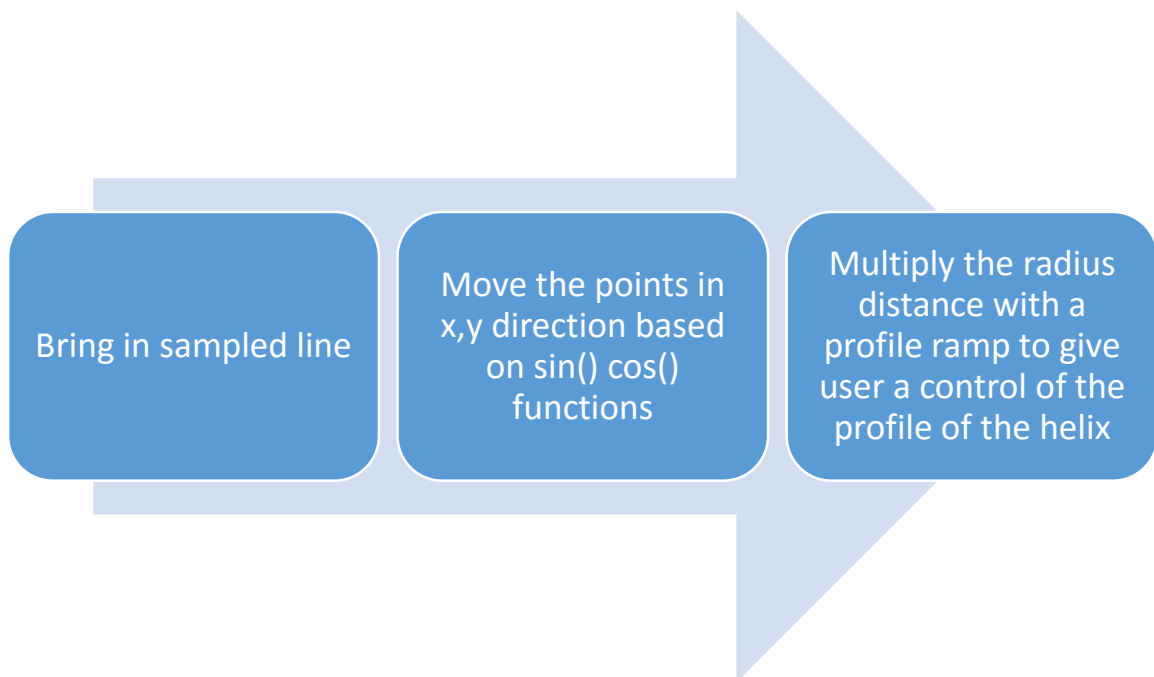 Bring in sampled line
Move the points in
x,y direction based
on sin() cos()
functions
Multiply the radius
distance with a
profile ramp to give
user a control of the
profile of the helix